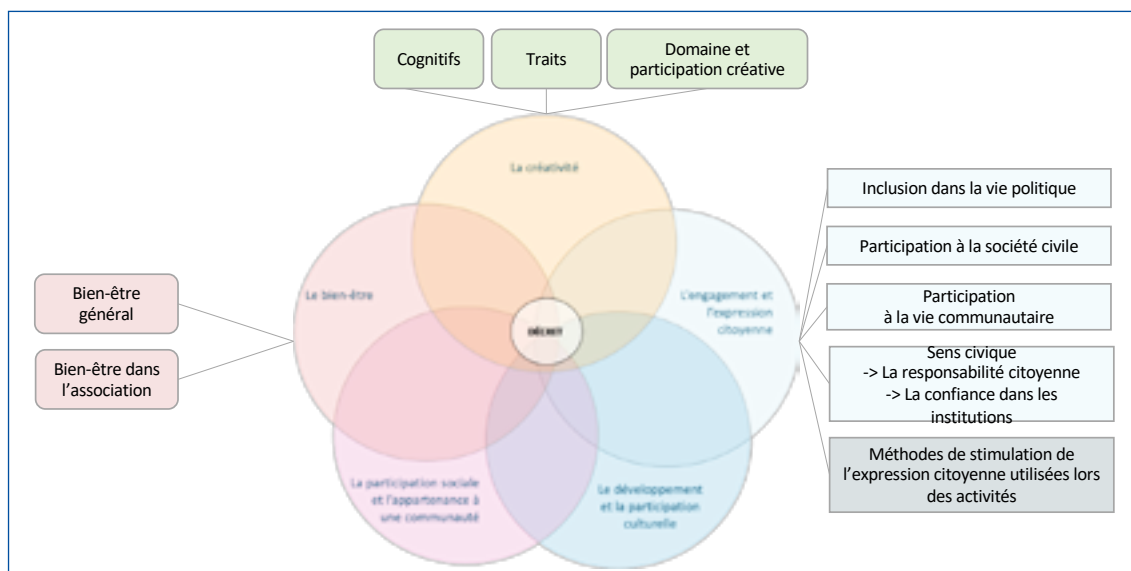 Cognitifs
Traits
Domaine et
participation créative
La créativité
Le bien-être
L'engagement et
l'expression
citoyenne
DÉCRET
La participation sociale
et l'appartenance à
une communauté
Le développement
et la participation
culturelle
Bien-être
général
Bien-être dans
l'association
Inclusion dans la vie politique
Participation à la société civile
Participation
à la vie communautaire
Sens civique
-> La responsabilité citoyenne
-> La confiance dans les
institutions
Méthodes de stimulation de
l'expression citoyenne utilisées lors
des activités